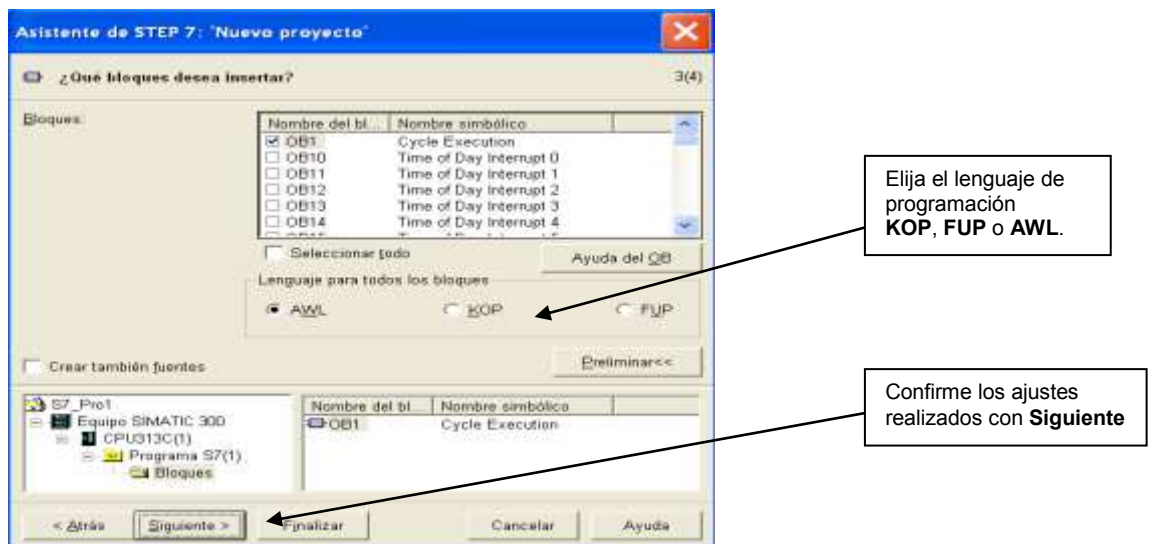 Asistente de STEP 7: 'Nuevo proyecto'
¿Qué bloques desea insertar?
3(4)
Bloques:
Nombre del bl... Nombre simbólico
OB1 Cycle Execution
OB10 Time of Day Interrupt 0
OB11 Time of Day Interrupt 1
OB12 Time of Day Interrupt 2
OB13 Time of Day Interrupt 3
OB14 Time of Day Interrupt 4
Seleccionar todo
Ayuda del OB
Lenguaje para todos los bloques
AWL KOP FUP
Crear también fuentes
Preliminar<<
S7_Pro1
Equipo SIMATIC 300
CPU313C(1)
Programa S7(1)
Bloques
Nombre del bl... Nombre simbólico
OB1 Cycle Execution
< Atrás
Siguiente >
Finalizar
Cancelar
Ayuda
Elija el lenguaje de
programación
KOP, FUP o AWL.
Confirme los ajustes
realizados con Siguiente